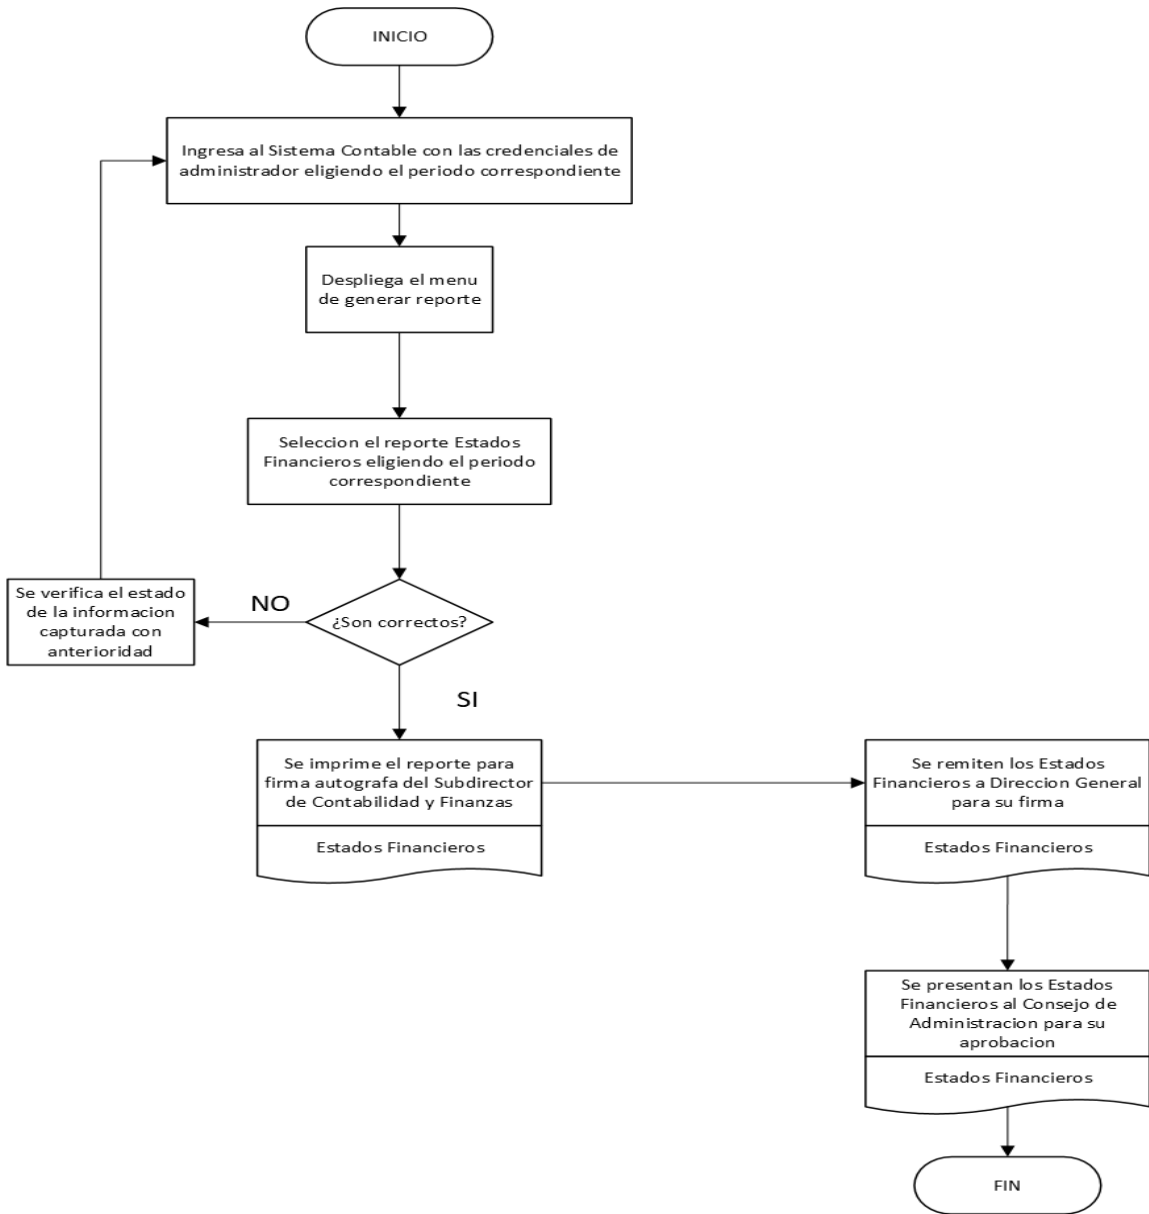 INICIO
Ingresa al Sistema Contable con las credenciales de
administrador eligiendo el periodo correspondiente
Despliega el menu
de generar reporte
Seleccion el reporte Estados
Financieros eligiendo el periodo
correspondiente
¿Son correctos?
NO
Se verifica el estado
de la informacion
capturada con
anterioridad
SI
Se imprime el reporte para
firma autografa del Subdirector
de Contabilidad y Finanzas
Estados Financieros
Se remiten los Estados
Financieros a Direccion General
para su firma
Estados Financieros
Se presentan los Estados
Financieros al Consejo de
Administracion para su
aprobacion
Estados Financieros
FIN